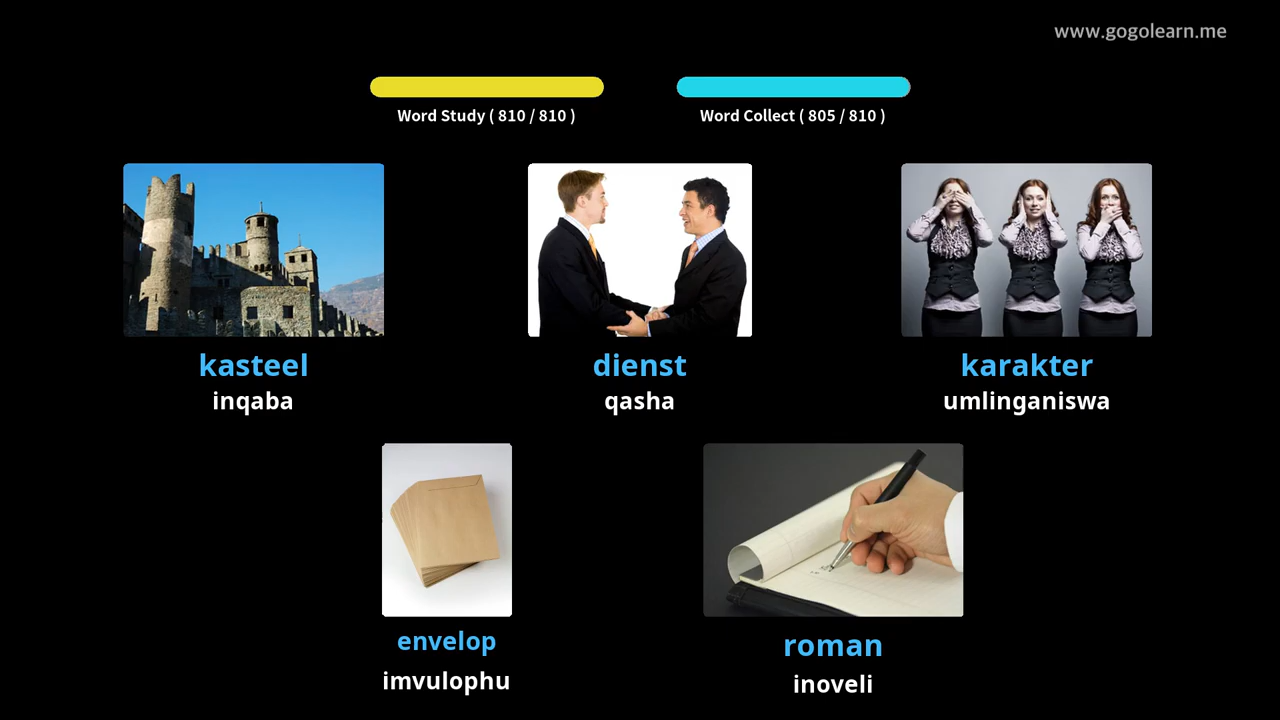 www.gogolearn.me
Word Study ( 810 / 810 )
Word Collect ( 805 / 810 )
kasteel
inqaba
dienst
qasha
karakter
umlinganiswa
envelop
imvulophu
roman
inoveli